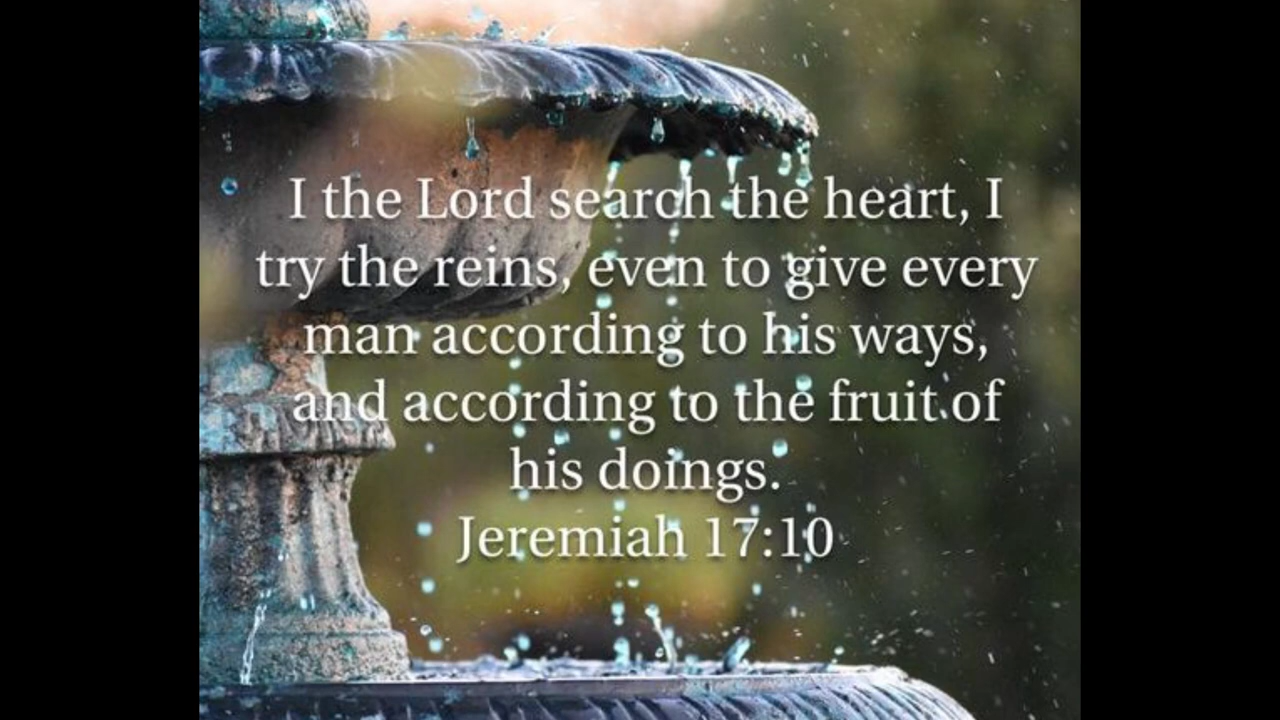 I the Lord search the heart, I
try the reins, even to give every
man according to his ways,
and according to the fruit of
his doings.
Jeremiah 17:10